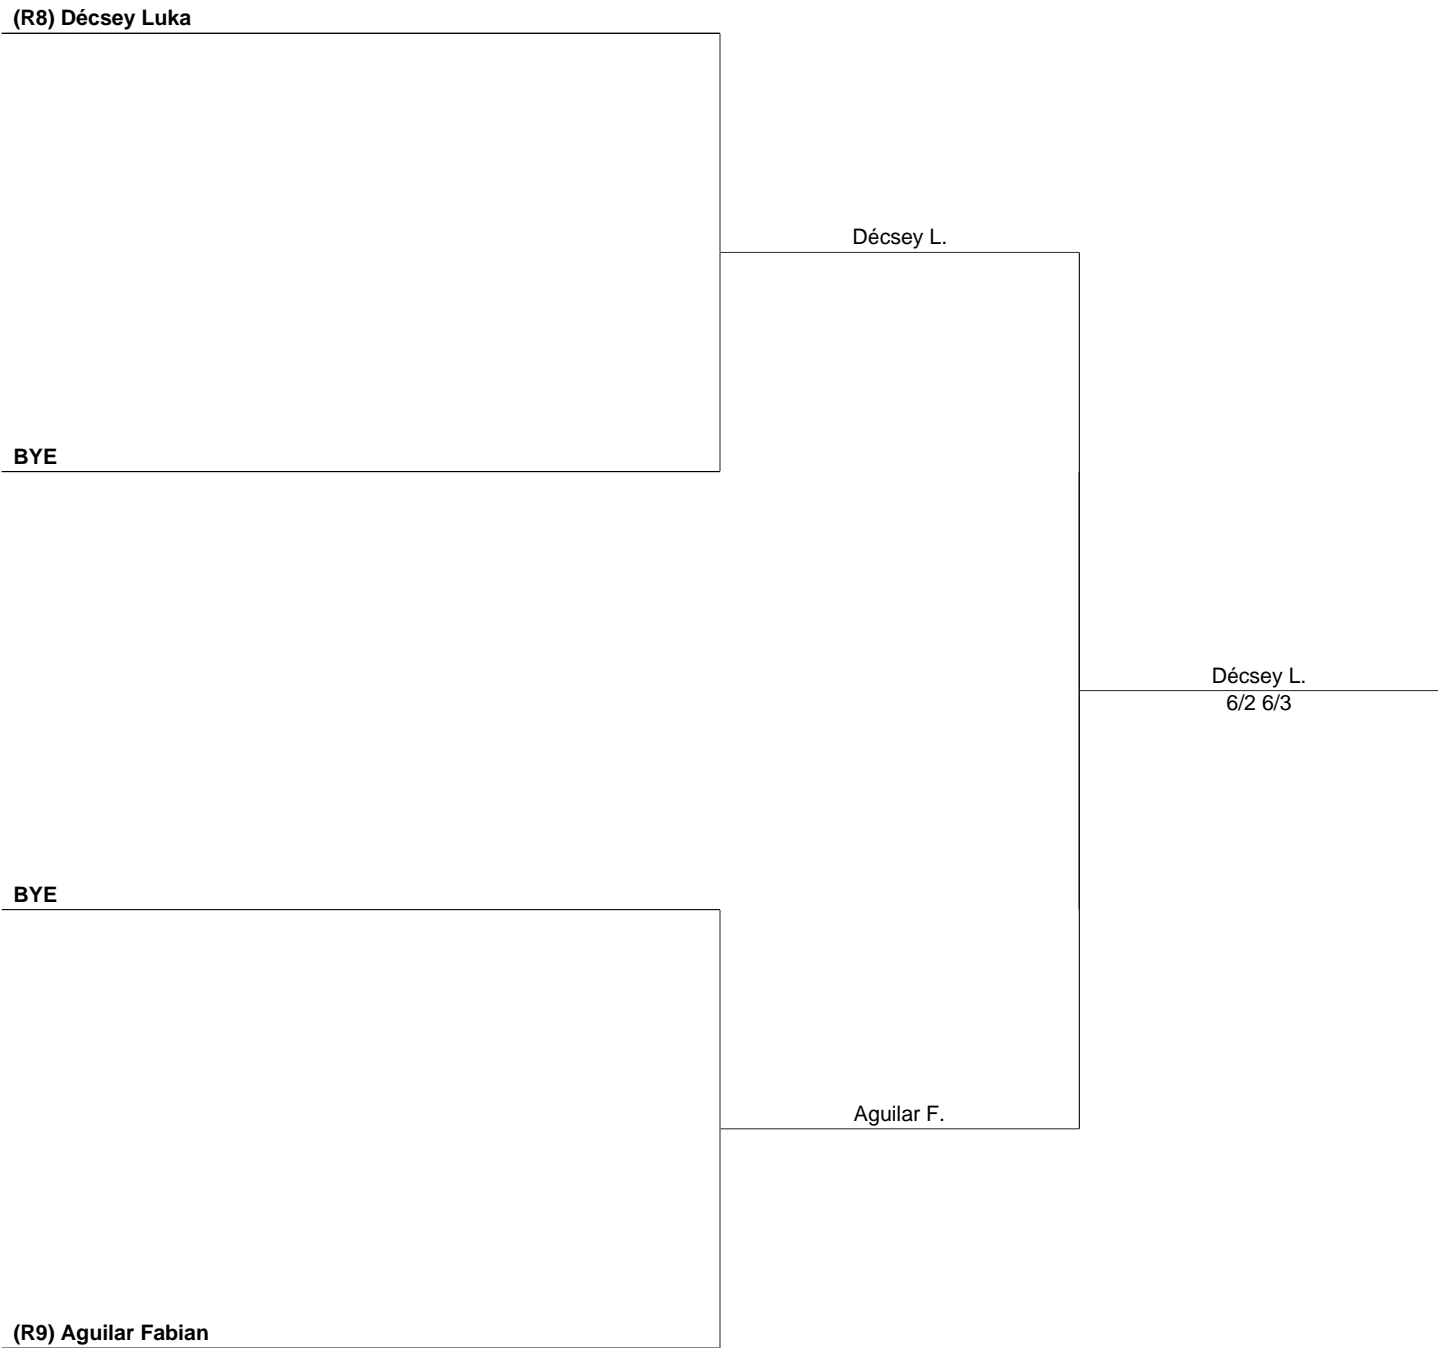 (R8) Décsey Luka
Décsey L.
BYE
Décsey L.
6/2 6/3
BYE
Aguilar F.
(R9) Aguilar Fabian